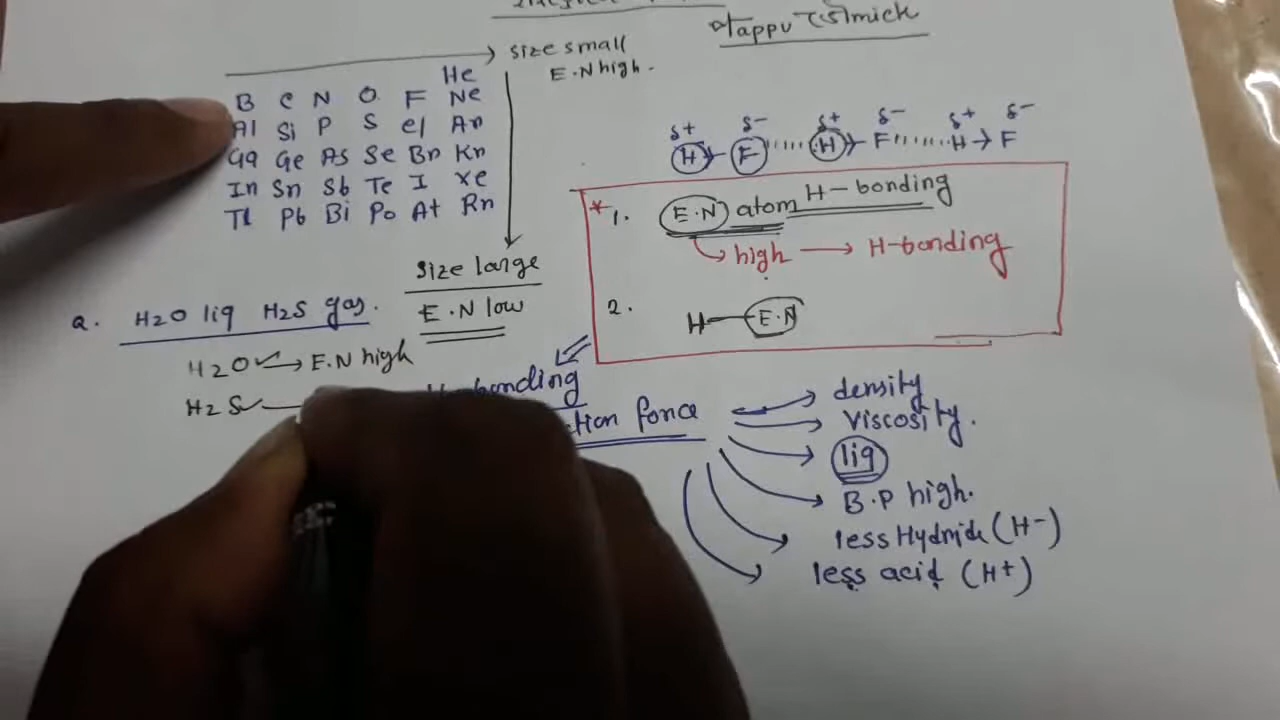 size small
E.N high.
He
B C N O F Ne
Al Si P S Cl Ar
Ga Ge As Se Br Kr
In Sn Sb Te I Xe
Tl Pb Bi Po At Rn
size large
E.N low
δ+ δ- δ+ δ- δ+ δ-
H F H F H F
*1. E.N atom H-bonding
high H-bonding
2. H E.N
Q. H2O liq H2S gas.
H2O E.N high
H2S
bonding
force
density
viscosity.
liq
B.P high.
less Hydride (H-)
less acid (H+)